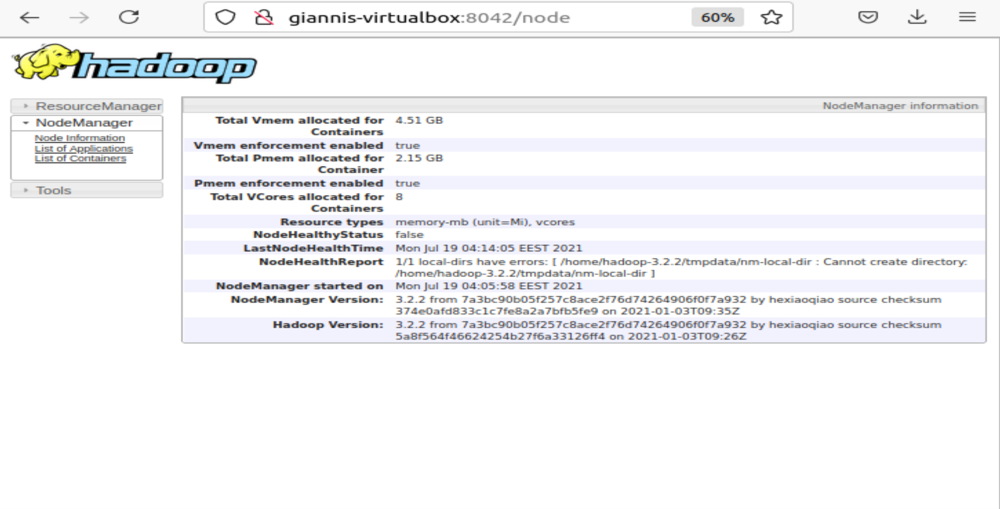 giannis-virtualbox:8042/node
60%
hadoop
ResourceManager
NodeManager
Node Information
List of Applications
List of Containers
Tools
NodeManager information
Total Vmem allocated for Containers 4.51 GB
Vmem enforcement enabled true
Total Pmem allocated for Container 2.15 GB
Pmem enforcement enabled true
Total VCores allocated for Containers 8
Resource types memory-mb (unit=Mi), vcores
NodeHealthyStatus false
LastNodeHealthTime Mon Jul 19 04:14:05 EEST 2021
NodeHealthReport 1/1 local-dirs have errors: [ /home/hadoop-3.2.2/tmpdata/nm-local-dir : Cannot create directory:
/home/hadoop-3.2.2/tmpdata/nm-local-dir ]
NodeManager started on Mon Jul 19 04:05:58 EEST 2021
NodeManager Version: 3.2.2 from 7a3bc90b05f257c8ace2f76d74264906f0f7a932 by hexiaoqiao source checksum
374e0afd833c1c7fe8a2a7bfb5fe9 on 2021-01-03T09:35Z
Hadoop Version: 3.2.2 from 7a3bc90b05f257c8ace2f76d74264906f0f7a932 by hexiaoqiao source checksum
5a8f564f46624254b27f6a33126ff4 on 2021-01-03T09:26Z